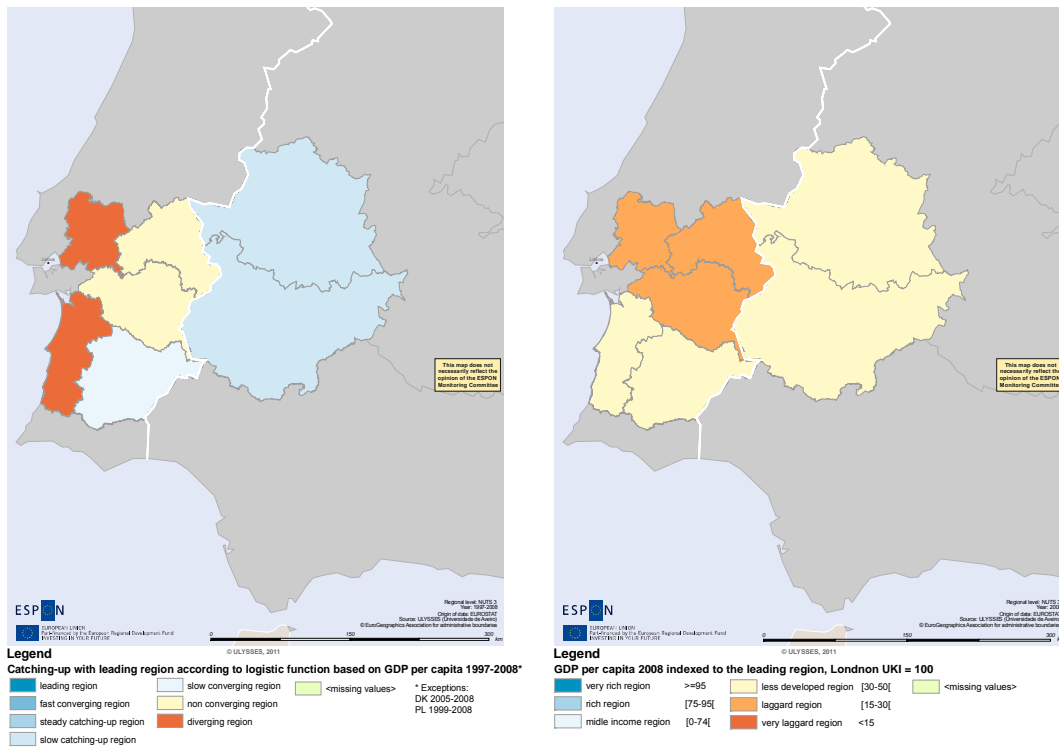 Lisboa
This map does not
necessarily reflect the
opinion of the ESPON
Monitoring Committee
ESPON
EUROPEAN UNION
Part-financed by the European Regional Development Fund
INVESTING IN YOUR FUTURE
Regional level: NUTS 3
Year: 1997-2008
Origin of data: EUROSTAT
Source: ULYSSES (Universidade de Aveiro)
© EuroGeographics Association for administrative boundaries
0 150 300
km
© ULYSSES, 2011
Legend
Catching-up with leading region according to logistic function based on GDP per capita 1997-2008*
leading region
fast converging region
steady catching-up region
slow catching-up region
slow converging region
non converging region
diverging region
<missing values>
* Exceptions:
DK 2005-2008
PL 1999-2008
Lisboa
This map does not
necessarily reflect the
opinion of the ESPON
Monitoring Committe
ESPON
EUROPEAN UNION
Part-financed by the European Regional Development Fund
INVESTING IN YOUR FUTURE
Regional level: NUTS
Year: 200
Origin of data: EUROSTA
Source: ULYSSES (Universidade de Aveiro
© EuroGeographics Association for administrative boundarie
0 150 300
km
© ULYSSES, 2011
Legend
GDP per capita 2008 indexed to the leading region, Londnon UKI = 100
very rich region >=95
rich region [75-95[
midle income region [0-74[
less developed region [30-50[
laggard region [15-30[
very laggard region <15
<missing values>